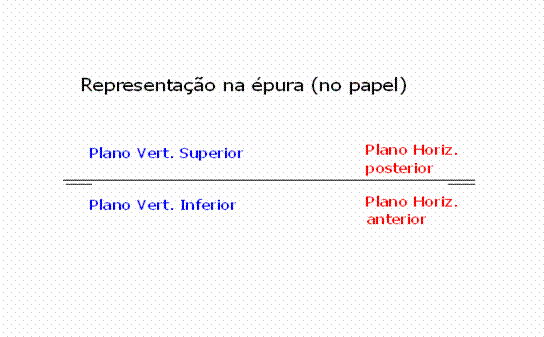 Representação na épura (no papel)
Plano Vert. Superior
Plano Horiz.
posterior
Plano Vert. Inferior
Plano Horiz.
anterior